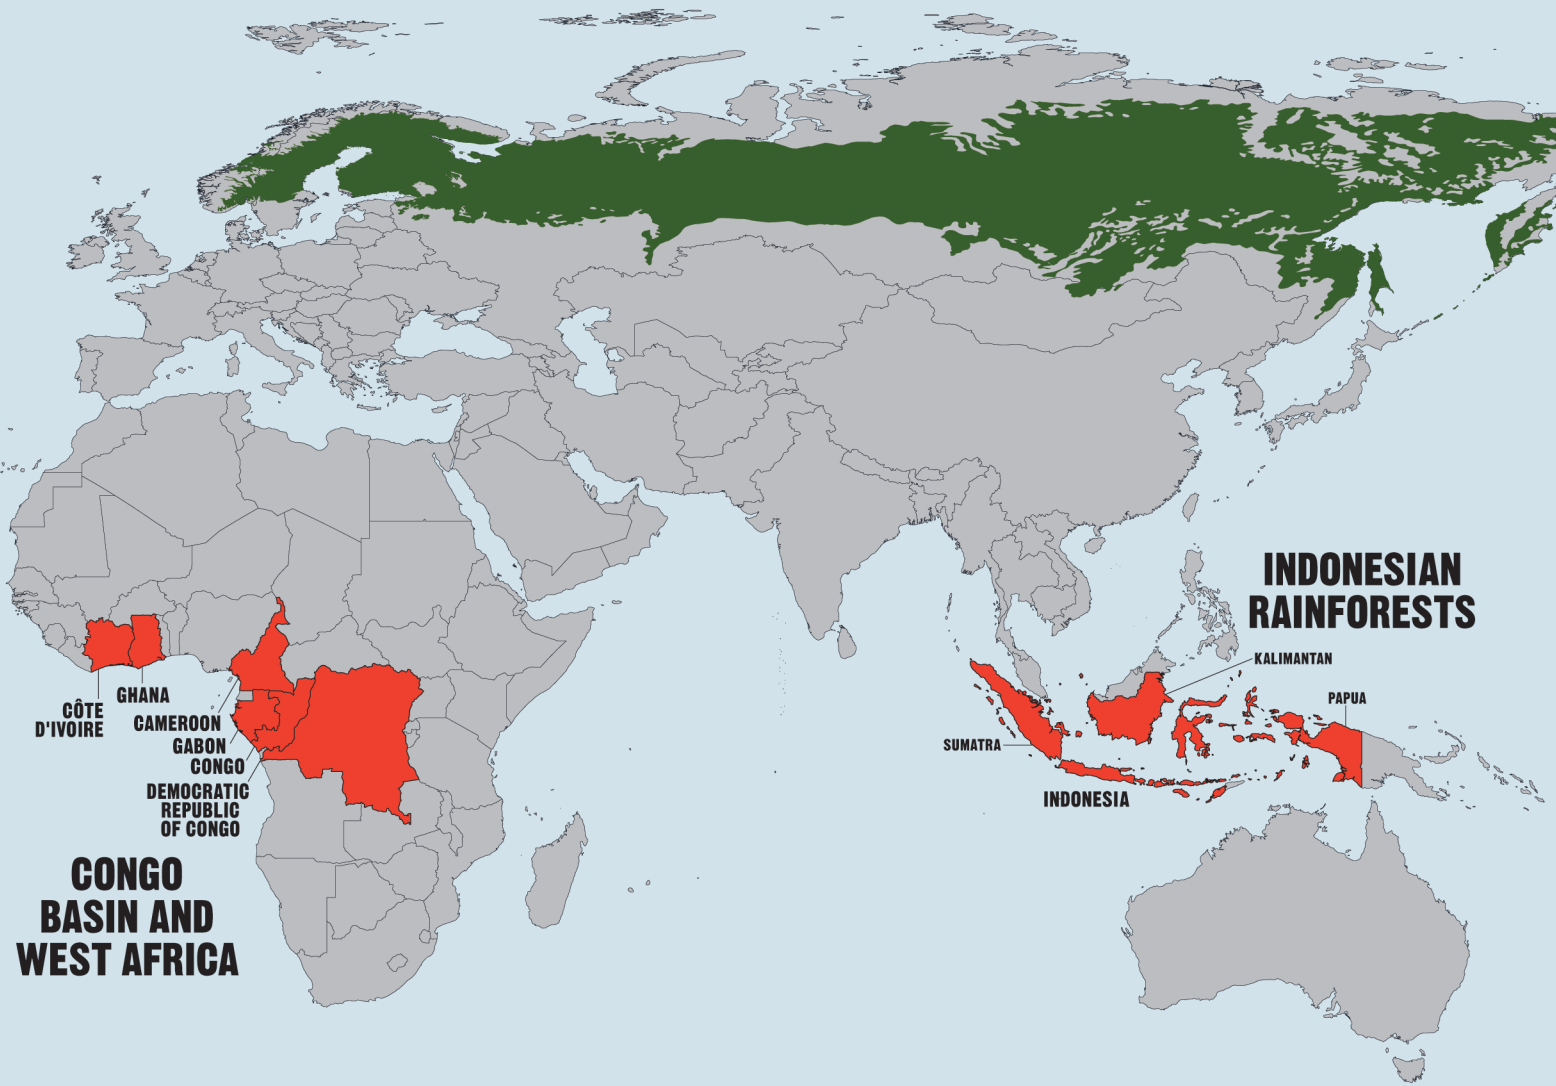 INDONESIAN
RAINFORESTS
KALIMANTAN
PAPUA
SUMATRA
INDONESIA
CÔTE
D'IVOIRE
GHANA
CAMEROON
GABON
CONGO
DEMOCRATIC
REPUBLIC
OF CONGO
CONGO
BASIN AND
WEST AFRICA